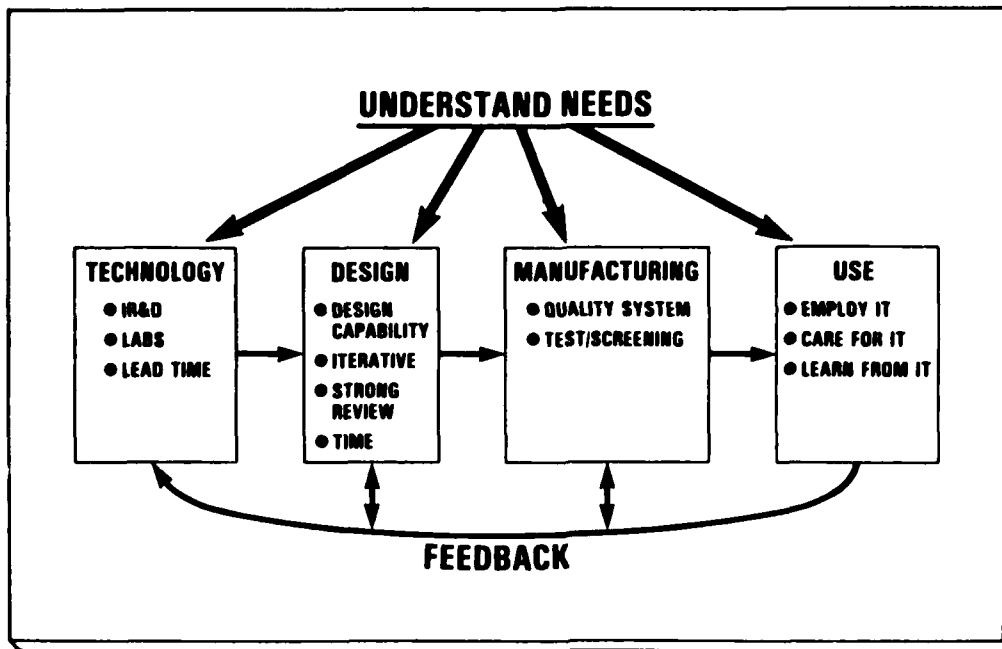 UNDERSTAND NEEDS
TECHNOLOGY
● IR&D
● LABS
● LEAD TIME
DESIGN
● DESIGN
CAPABILITY
● ITERATIVE
● STRONG
REVIEW
● TIME
MANUFACTURING
● QUALITY SYSTEM
● TEST/SCREENING
USE
● EMPLOY IT
● CARE FOR IT
● LEARN FROM IT
FEEDBACK